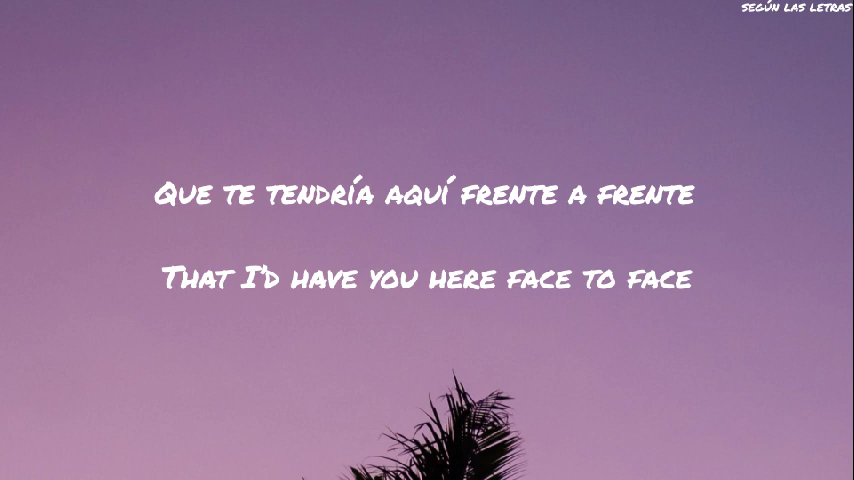 SEGÚN LAS LETRAS
QUE TE TENDRÍA AQUÍ FRENTE A FRENTE
THAT I'D HAVE YOU HERE FACE TO FACE